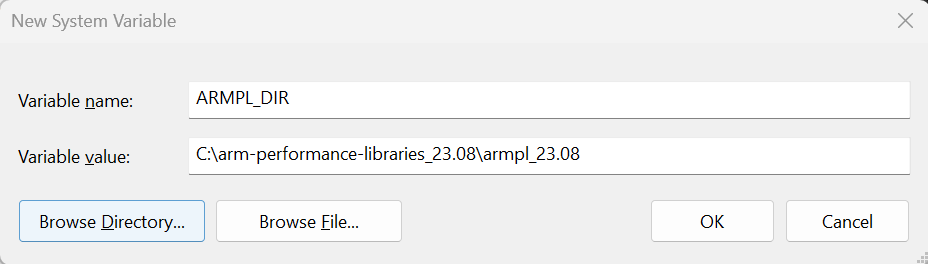 New System Variable
Variable name:
ARMPL_DIR
Variable value:
C:\arm-performance-libraries_23.08\armpl_23.08
Browse Directory...
Browse File...
OK
Cancel